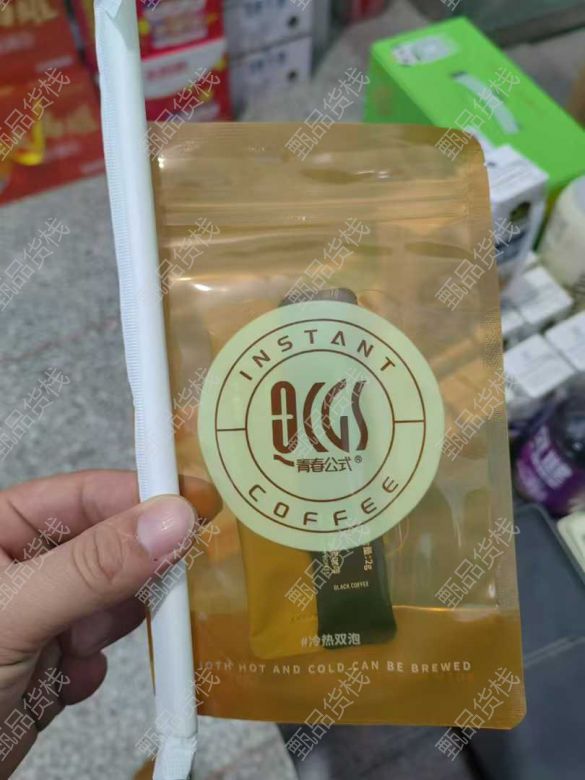 INSTANT
QCGS
青春公式®
COFFEE
BLACK COFFEE
#冷热双泡
BOTH HOT AND COLD CAN BE BREWED
甄品货栈